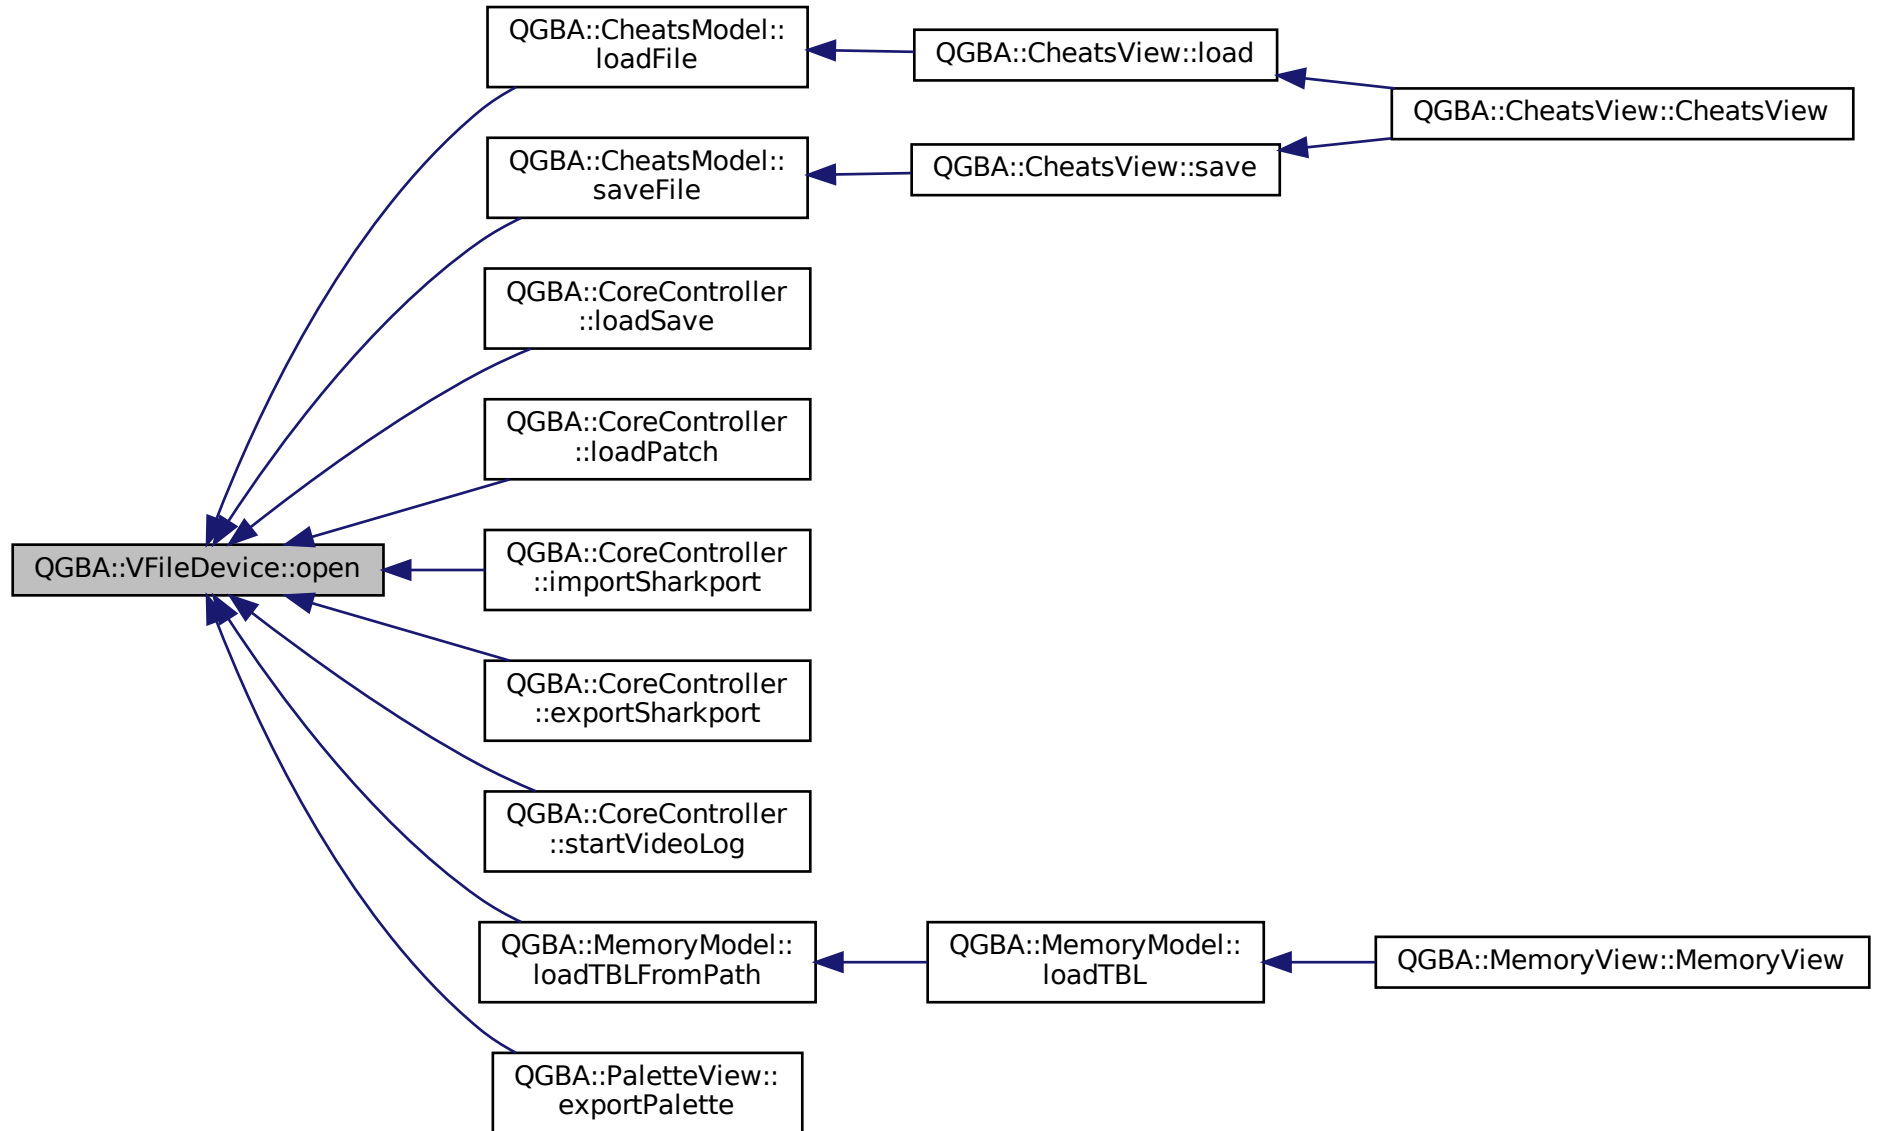 QGBA::VFileDevice::open
QGBA::CheatsModel::
loadFile
QGBA::CheatsView::load
QGBA::CheatsView::CheatsView
QGBA::CheatsModel::
saveFile
QGBA::CheatsView::save
QGBA::CoreController
::loadSave
QGBA::CoreController
::loadPatch
QGBA::CoreController
::importSharkport
QGBA::CoreController
::exportSharkport
QGBA::CoreController
::startVideoLog
QGBA::MemoryModel::
loadTBLFromPath
QGBA::MemoryModel::
loadTBL
QGBA::MemoryView::MemoryView
QGBA::PaletteView::
exportPalette